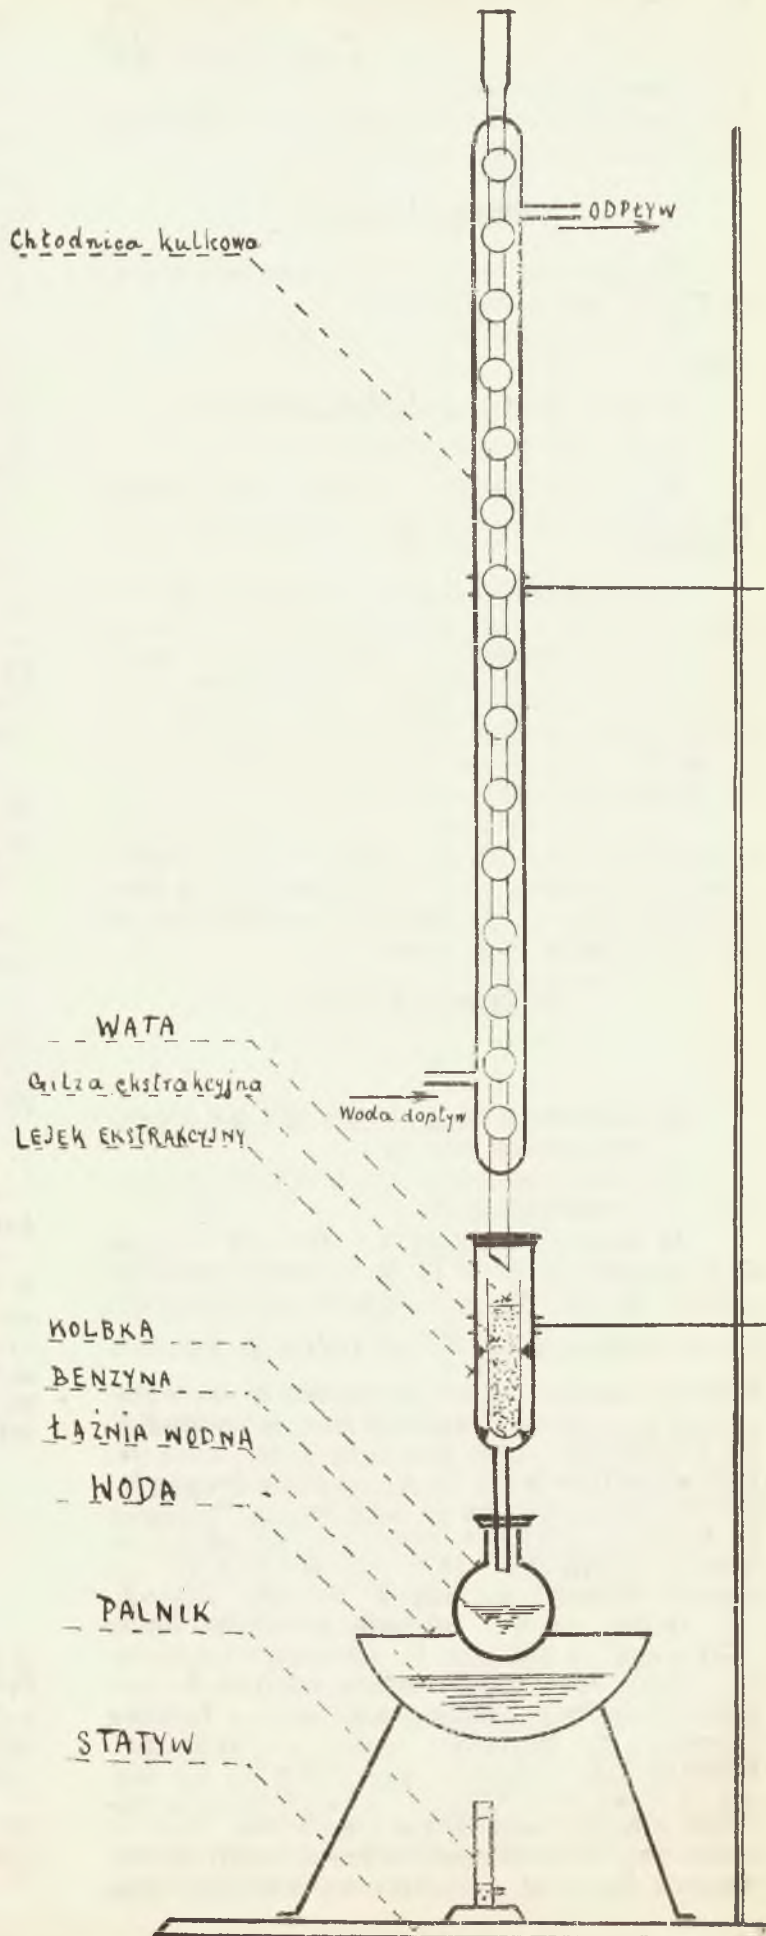 ODPŁYW
Chłodnica kulkowa
WATA
Gilza ekstrakcyjna
Woda dopływ
LEJEK EKSTRAKCYJNY
KOLBKA
BENZYNA
ŁAŹNIA WODNA
WODA
PALNIK
STATYW